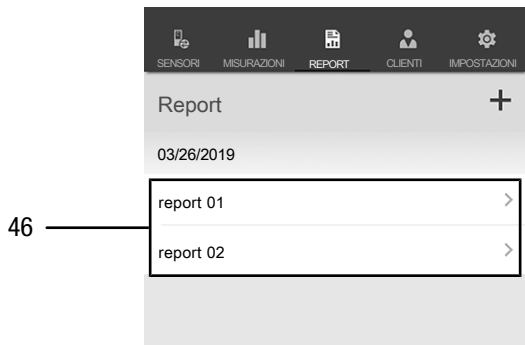 SENSORI MISURAZIONI REPORT CLIENTI IMPOSTAZIONI
Report +
03/26/2019
report 01 >
46
report 02 >